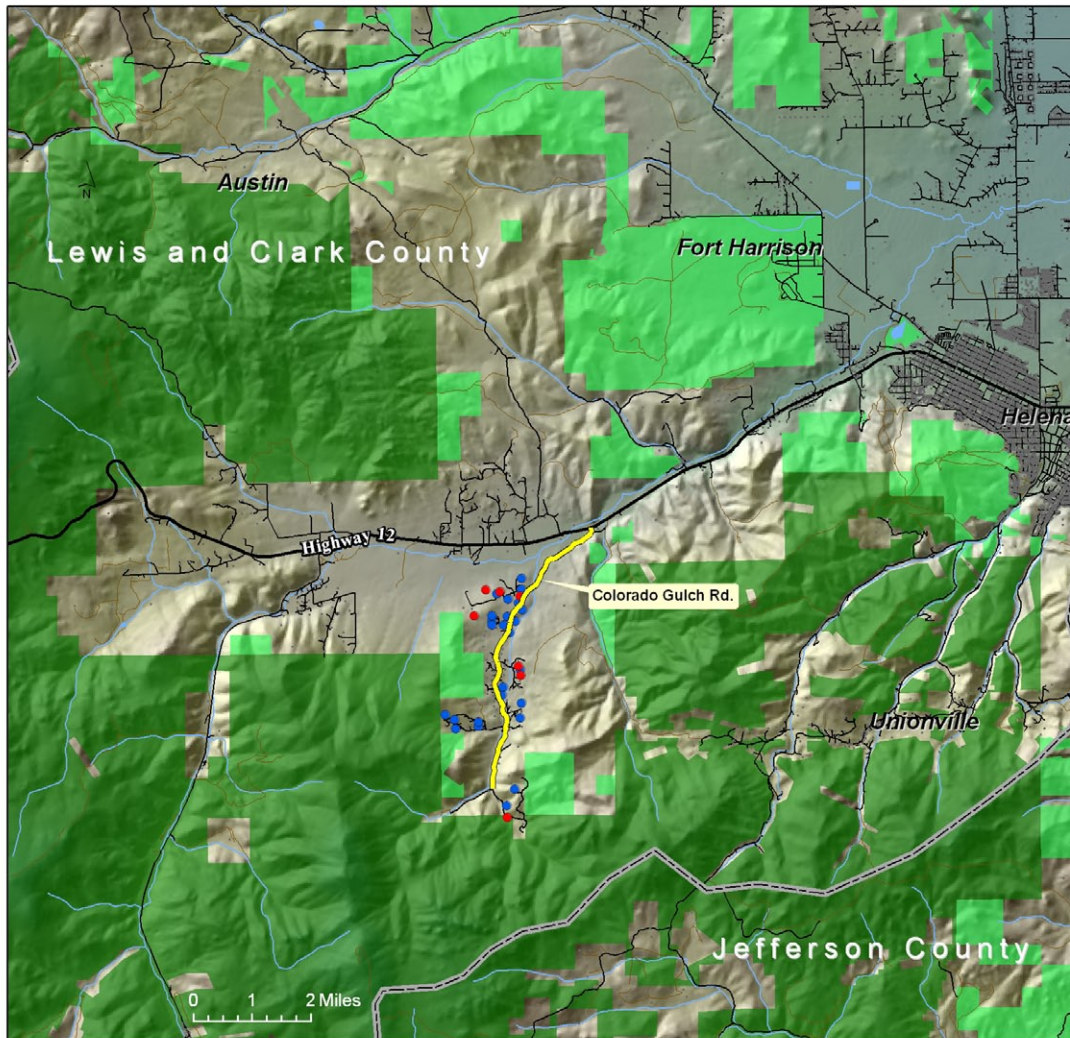 Austin
N
Lewis and Clark County
Fort Harrison
Helena
Highway 12
Colorado Gulch Rd.
Unionville
Jefferson County
0 1 2 Miles